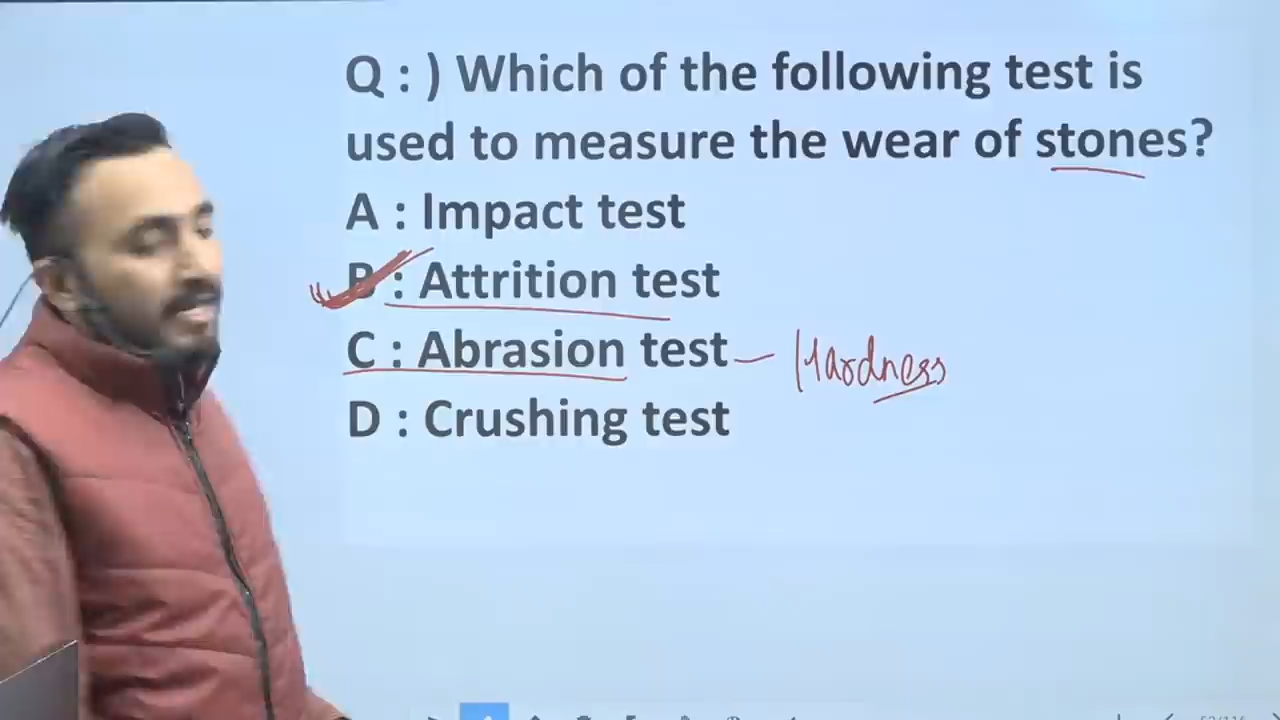 Q : ) Which of the following test is
used to measure the wear of stones?
A : Impact test
B : Attrition test
C : Abrasion test – Hardness
D : Crushing test